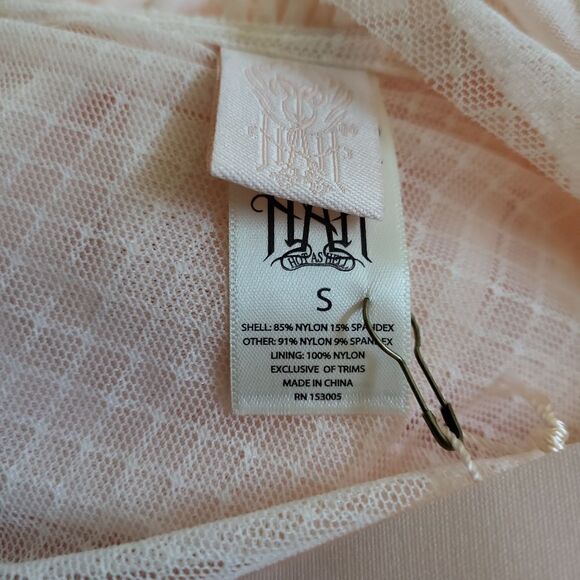 "HAH"
HAH
HOT AS HELL
S
SHELL: 85% NYLON 15% SPANDEX
OTHER: 91% NYLON 9% SPANDEX
LINING: 100% NYLON
EXCLUSIVE OF TRIMS
MADE IN CHINA
RN 153005